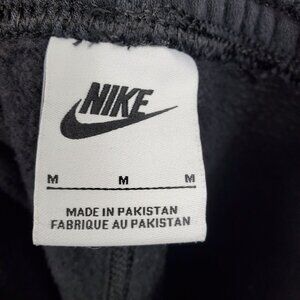 NIKE
M M M
MADE IN PAKISTAN
FABRIQUE AU PAKISTAN